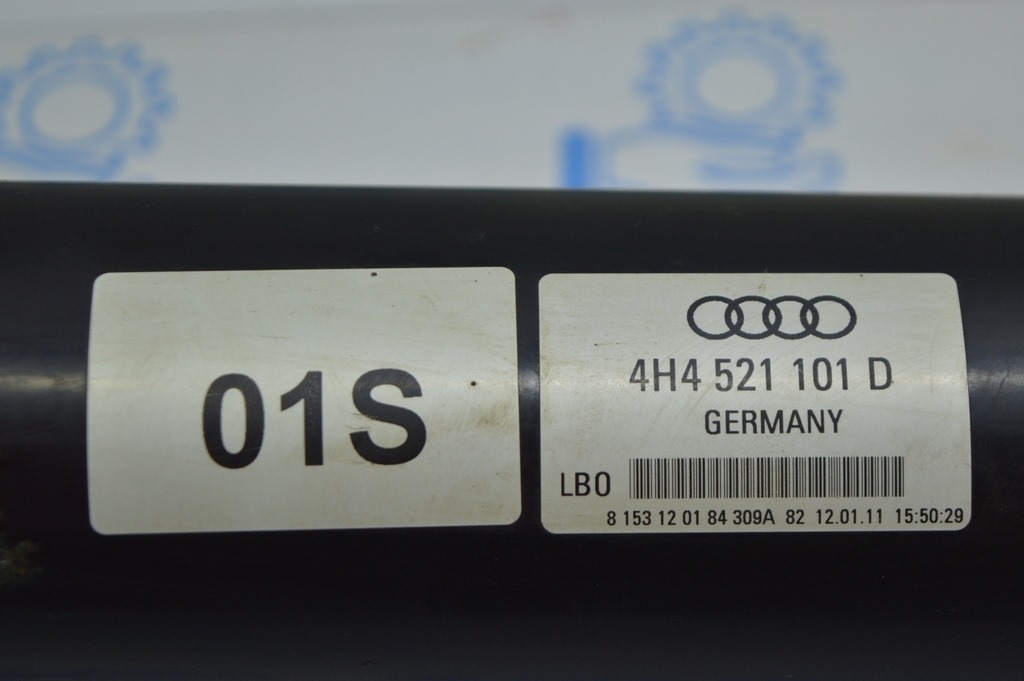 01S
4H4 521 101 D
GERMANY
LBO
8 153 12 01 84 309A 82 12.01.11 15:50:29